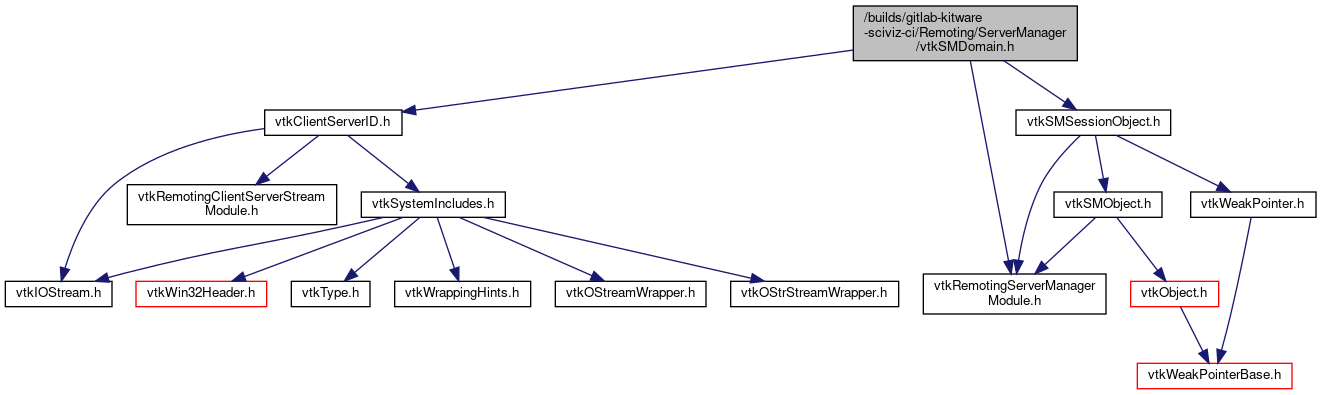 /builds/gitlab-kitware
-sciviz-ci/Remoting/ServerManager
/vtkSMDomain.h
vtkClientServerID.h
vtkSMSessionObject.h
vtkRemotingClientServerStream
Module.h
vtkSystemIncludes.h
vtkSMObject.h
vtkWeakPointer.h
vtkIOStream.h
vtkWin32Header.h
vtkType.h
vtkWrappingHints.h
vtkOStreamWrapper.h
vtkOStrStreamWrapper.h
vtkRemotingServerManager
Module.h
vtkObject.h
vtkWeakPointerBase.h